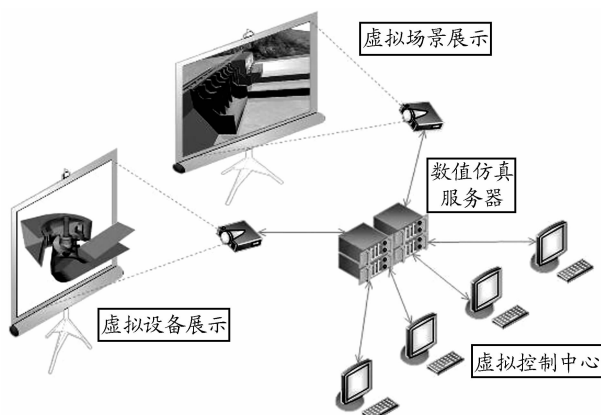 虚拟场景展示
数值仿真
服务器
虚拟设备展示
虚拟控制中心